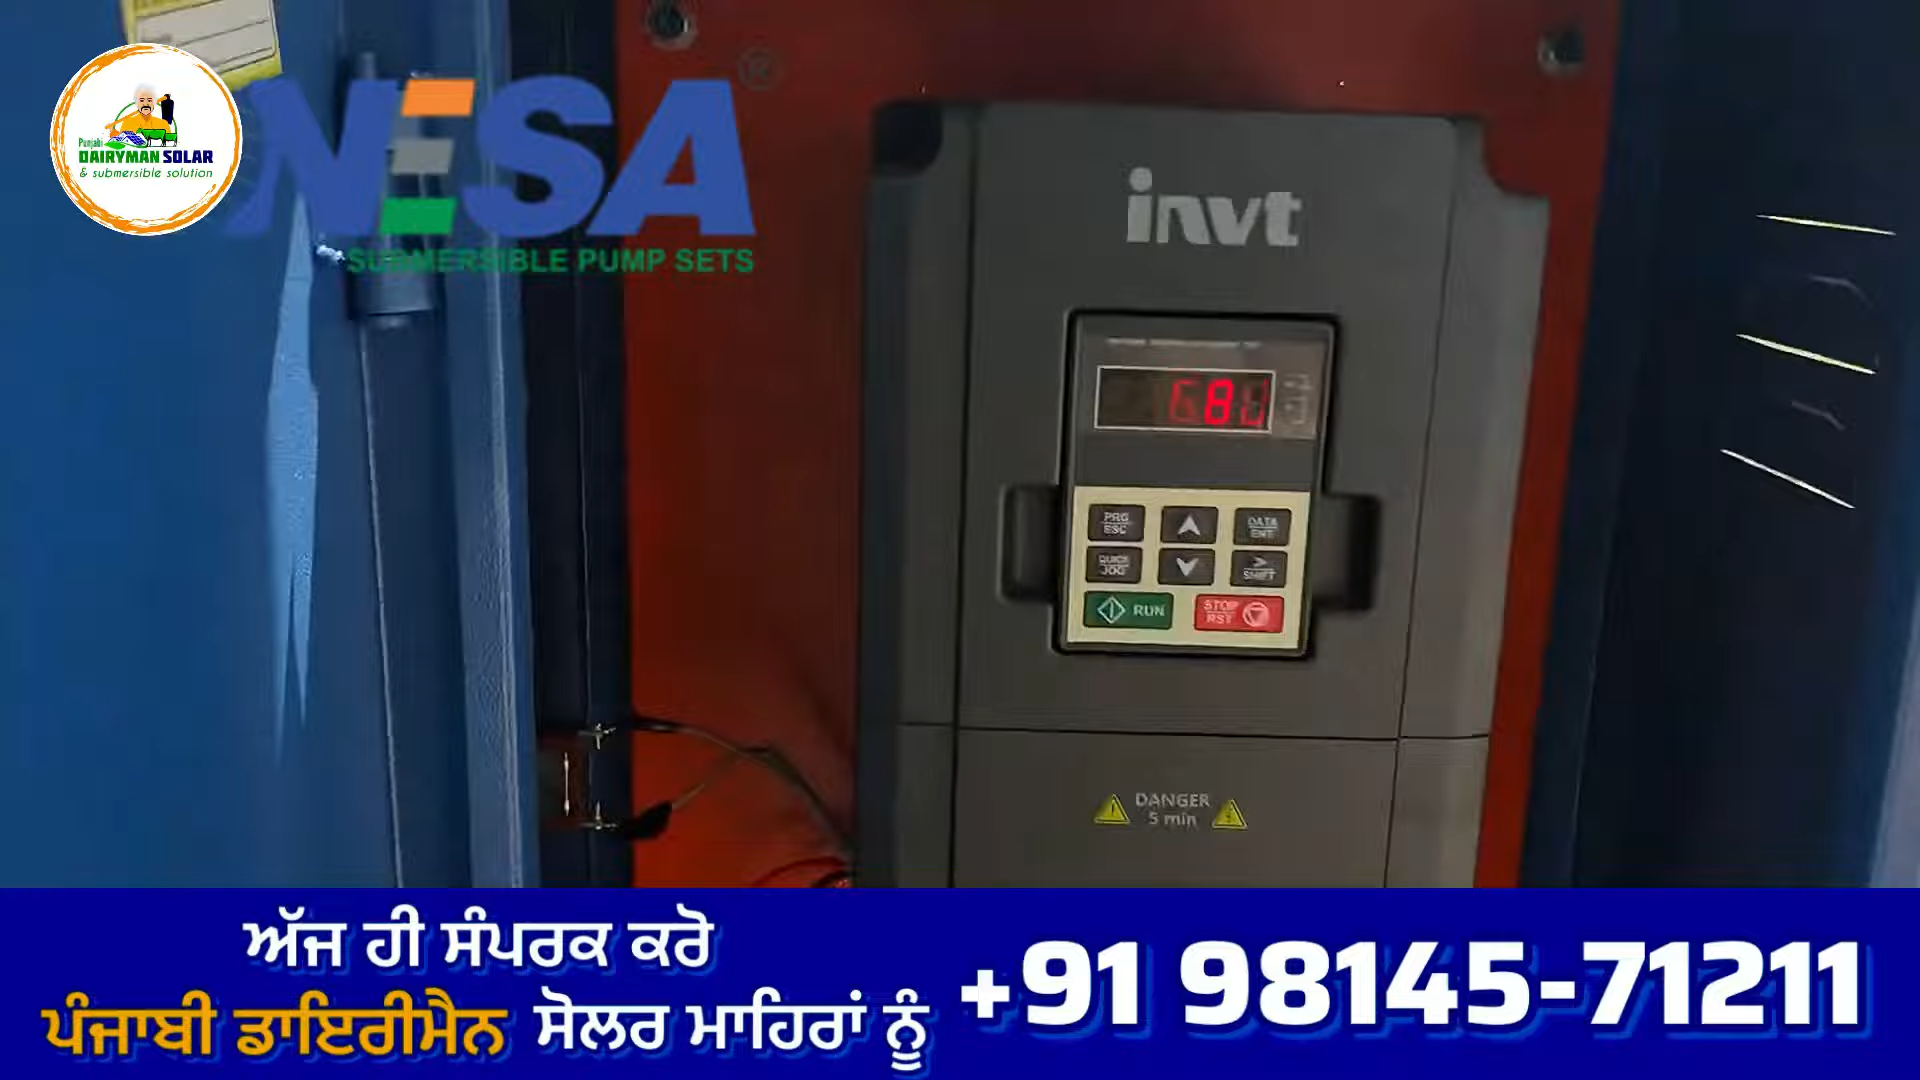 NESA ®
SUBMERSIBLE PUMP SETS
Punjabi
DAIRYMAN SOLAR
& submersible solution
invt
PRG
ESC
DATA
ENT
QUICK
JOG
SHIFT
RUN
STOP
RST
DANGER
5 min
ਅੱਜ ਹੀ ਸੰਪਰਕ ਕਰੋ
ਪੰਜਾਬੀ ਡਾਇਰੀਮੈਨ ਸੋਲਰ ਮਾਹਿਰਾਂ ਨੂੰ
+91 98145-71211